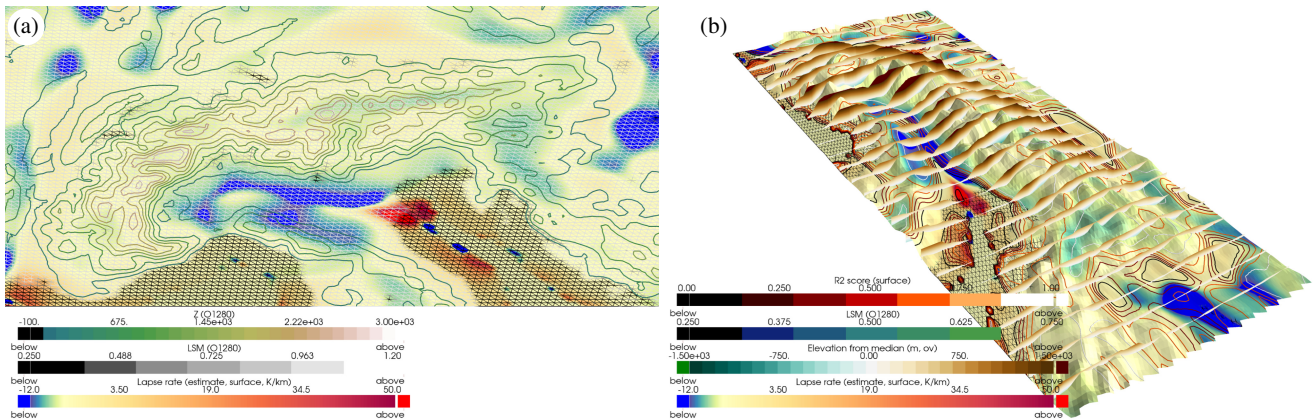 (a)
(b)
Z (O1280)
-100. 675. 1.45e+03 2.22e+03 3.00e+03
below above
LSM (O1280)
0.250 0.488 0.725 0.963 1.20
below above
Lapse rate (estimate, surface, K/km)
-12.0 3.50 19.0 34.5 50.0
below above
R2 score (surface)
0.00 0.250 0.500 0.750 1.00
below above
LSM (O1280)
0.250 0.375 0.500 0.625 0.750
below above
Elevation from median (m, ov)
-1.50e+03 -750. 0.00 750. 1.50e+03
below above
Lapse rate (estimate, surface, K/km)
-12.0 3.50 19.0 34.5 50.0
below above